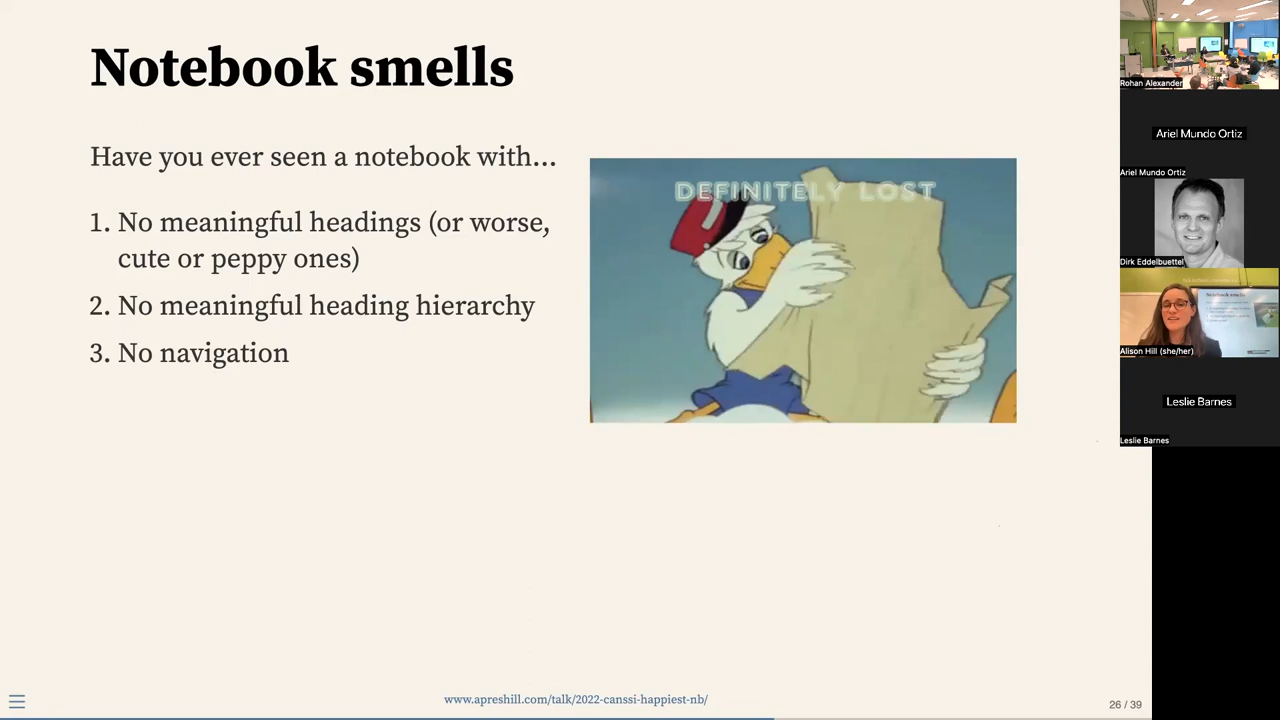 Notebook smells
Have you ever seen a notebook with...
1. No meaningful headings (or worse,
cute or peppy ones)
2. No meaningful heading hierarchy
3. No navigation
DEFINITELY LOST
www.apreshill.com/talk/2022-canssi-happiest-nb/
26 / 39
Rohan Alexander
Ariel Mundo Ortiz
Ariel Mundo Ortiz
Dirk Eddelbuettel
Notebook smells
Alison Hill (she/her)
Leslie Barnes
Leslie Barnes